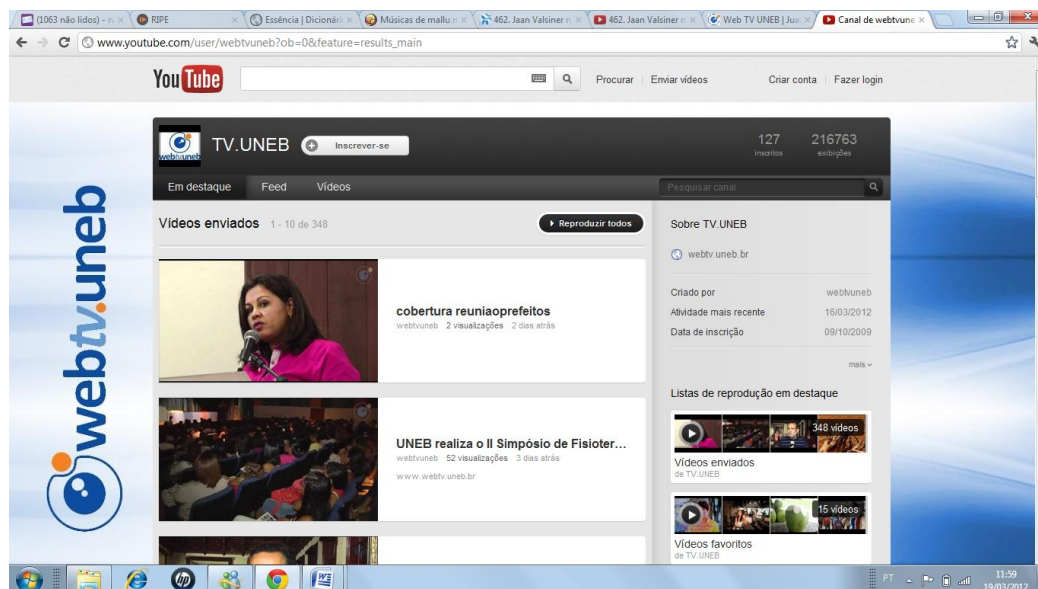 (1063 não lidos) - n
RIPE
Essência | Dicionári
Músicas de mallu n
462. Jaan Valsiner n
462. Jaan Valsiner n
Web TV UNEB | Jua
Canal de webtvune
www.youtube.com/user/webtvuneb?ob=0&feature=results_main
YouTube
Procurar
Enviar vídeos
Criar conta
Fazer login
webtvuneb
TV.UNEB
Inscrever-se
127
inscritos
216763
exibições
Em destaque
Feed
Vídeos
Pesquisar canal
webtv.uneb
Vídeos enviados 1 - 10 de 348
Reproduzir todos
cobertura reuniaoprefeitos
webtvuneb 2 visualizações 2 dias atrás
UNEB realiza o II Simpósio de Fisioter...
webtvuneb 52 visualizações 3 dias atrás
www.webtv.uneb.br
Sobre TV.UNEB
webtv.uneb.br
Criado por webtvuneb
Atividade mais recente 16/03/2012
Data de inscrição 09/10/2009
mais
Listas de reprodução em destaque
348 vídeos
Vídeos enviados
de TV.UNEB
15 vídeos
Vídeos favoritos
de TV.UNEB
hp
PT
11:59
19/03/2012